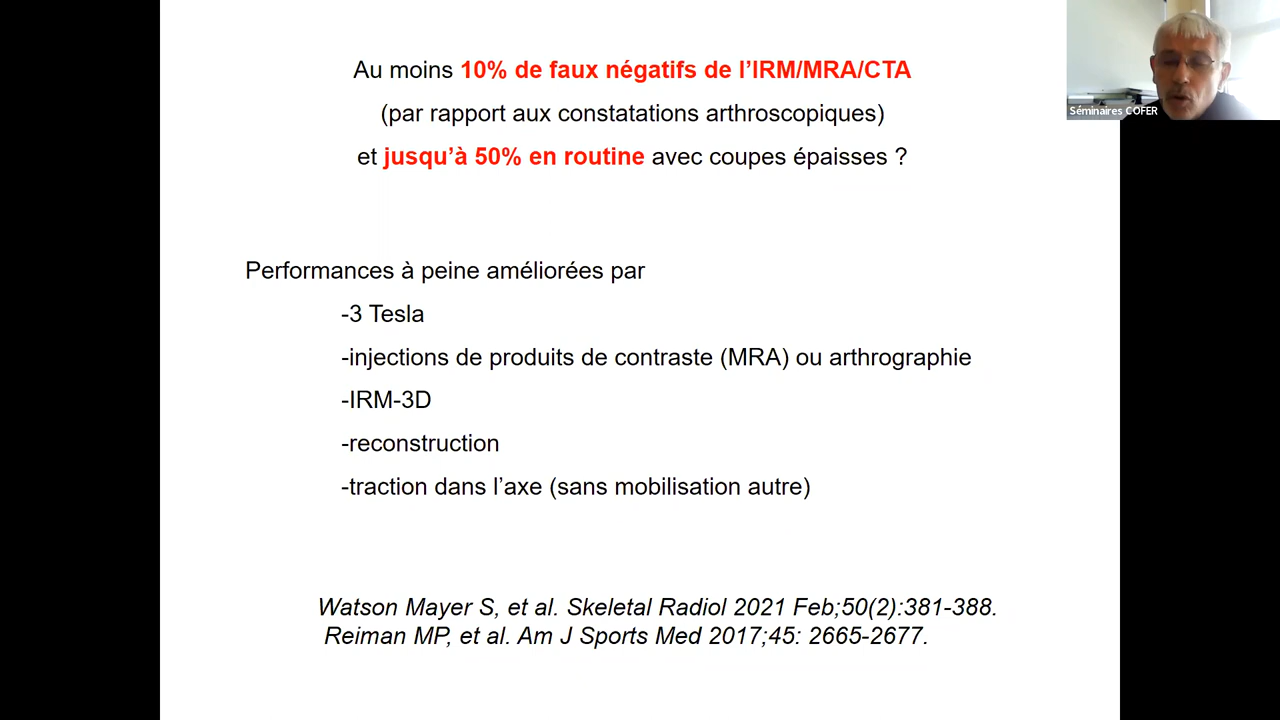 Au moins 10% de faux négatifs de l'IRM/MRA/CTA
(par rapport aux constatations arthroscopiques)
et jusqu'à 50% en routine avec coupes épaisses ?
Séminaires COFER
Performances à peine améliorées par
-3 Tesla
-injections de produits de contraste (MRA) ou arthrographie
-IRM-3D
-reconstruction
-traction dans l'axe (sans mobilisation autre)
Watson Mayer S, et al. Skeletal Radiol 2021 Feb;50(2):381-388.
Reiman MP, et al. Am J Sports Med 2017;45: 2665-2677.